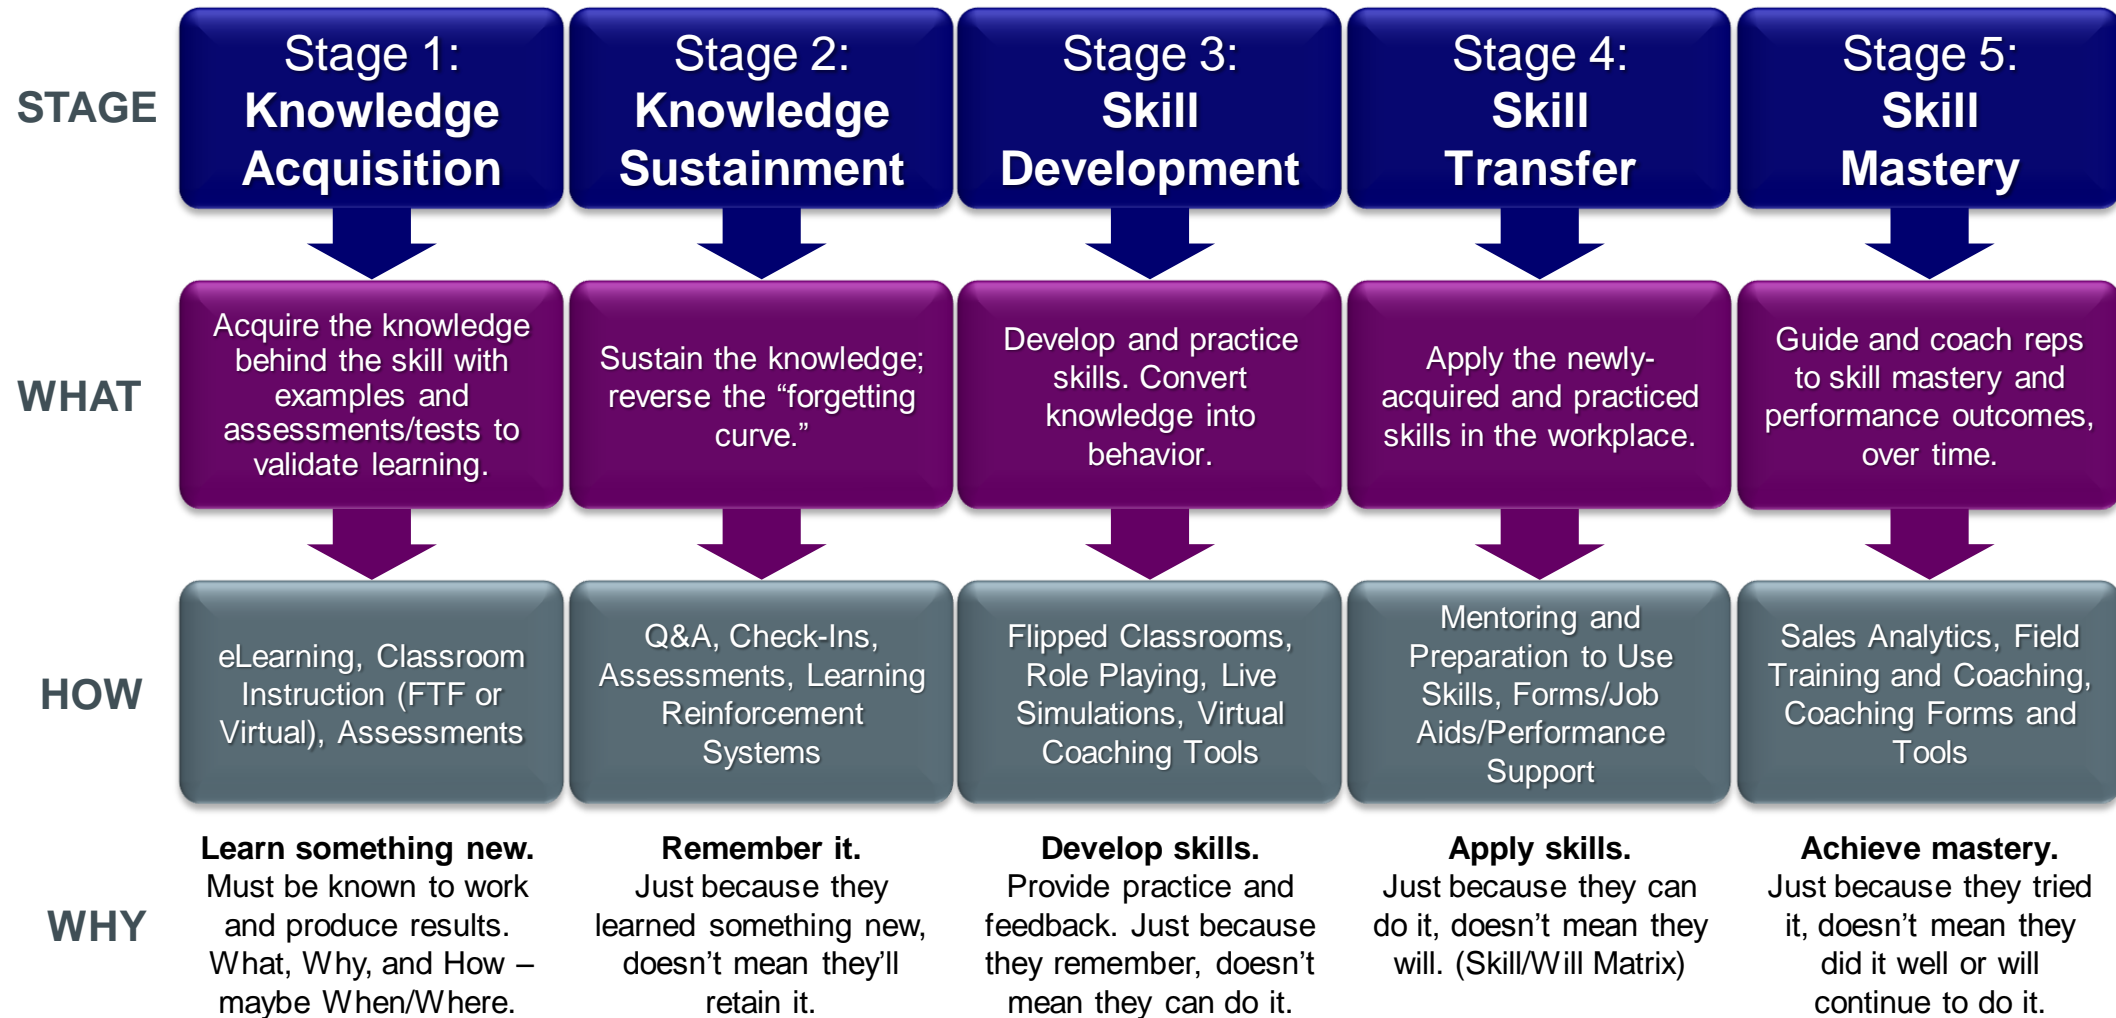 STAGE
Stage 1:
Knowledge
Acquisition
Stage 2:
Knowledge
Sustainment
Stage 3:
Skill
Development
Stage 4:
Skill
Transfer
Stage 5:
Skill
Mastery
WHAT
Acquire the knowledge
behind the skill with
examples and
assessments/tests to
validate learning.
Sustain the knowledge;
reverse the “forgetting
curve.”
Develop and practice
skills. Convert
knowledge into
behavior.
Apply the newly-
acquired and practiced
skills in the workplace.
Guide and coach reps
to skill mastery and
performance outcomes,
over time.
HOW
eLearning, Classroom
Instruction (FTF or
Virtual), Assessments
Q&A, Check-Ins,
Assessments, Learning
Reinforcement
Systems
Flipped Classrooms,
Role Playing, Live
Simulations, Virtual
Coaching Tools
Mentoring and
Preparation to Use
Skills, Forms/Job
Aids/Performance
Support
Sales Analytics, Field
Training and Coaching,
Coaching Forms and
Tools
WHY
Learn something new.
Must be known to work
and produce results.
What, Why, and How –
maybe When/Where.
Remember it.
Just because they
learned something new,
doesn’t mean they’ll
retain it.
Develop skills.
Provide practice and
feedback. Just because
they remember, doesn’t
mean they can do it.
Apply skills.
Just because they can
do it, doesn’t mean they
will. (Skill/Will Matrix)
Achieve mastery.
Just because they tried
it, doesn’t mean they
did it well or will
continue to do it.